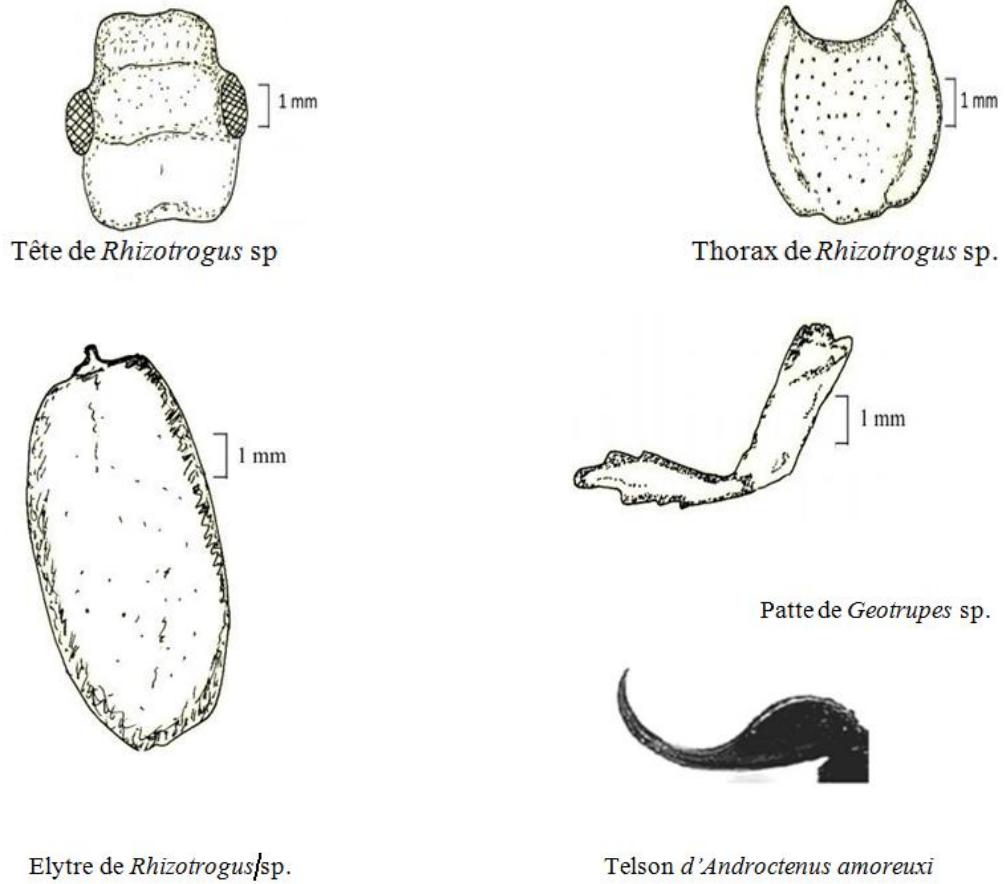 1 mm
1 mm
Tête de Rhizotrogus sp
Thorax de Rhizotrogus sp.
1 mm
1 mm
Patte de Geotrupes sp.
Elytre de Rhizotrogus/sp.
Telson d’Androctenus amoreuxi